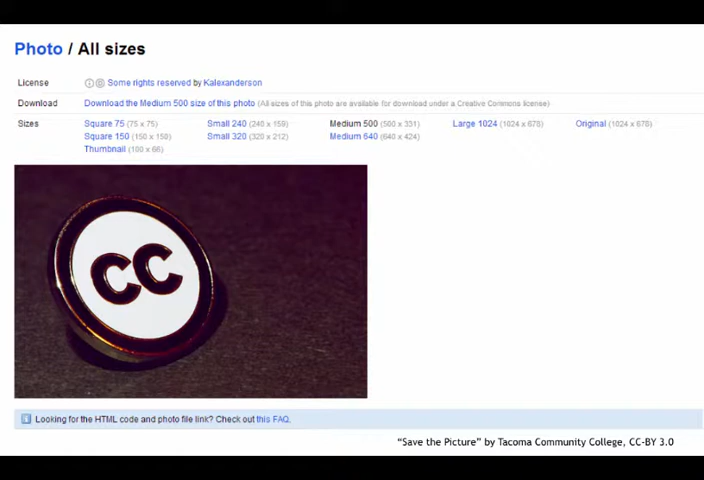 Photo / All sizes
License Some rights reserved by Kalexanderson
Download Download the Medium 500 size of this photo (All sizes of this photo are available for download under a Creative Commons license)
Sizes Square 75 (75 x 75) Small 240 (240 x 159) Medium 500 (500 x 331) Large 1024 (1024 x 678) Original (1024 x 678)
Square 150 (150 x 150) Small 320 (320 x 212) Medium 640 (640 x 424)
Thumbnail (100 x 66)
CC
Looking for the HTML code and photo file link? Check out this FAQ.
“Save the Picture” by Tacoma Community College, CC-BY 3.0